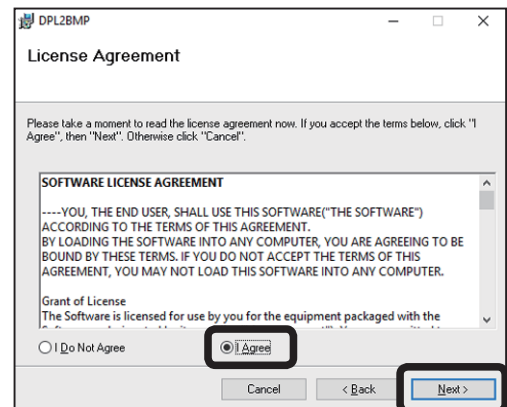 DPL2BMP
License Agreement
Please take a moment to read the license agreement now. If you accept the terms below, click "I
Agree", then "Next". Otherwise click "Cancel".
SOFTWARE LICENSE AGREEMENT
----YOU, THE END USER, SHALL USE THIS SOFTWARE("THE SOFTWARE")
ACCORDING TO THE TERMS OF THIS AGREEMENT.
BY LOADING THE SOFTWARE INTO ANY COMPUTER, YOU ARE AGREEING TO BE
BOUND BY THESE TERMS. IF YOU DO NOT ACCEPT THE TERMS OF THIS
AGREEMENT, YOU MAY NOT LOAD THIS SOFTWARE INTO ANY COMPUTER.
Grant of License
The Software is licensed for use by you for the equipment packaged with the
I Do Not Agree
I Agree
Cancel
< Back
Next >